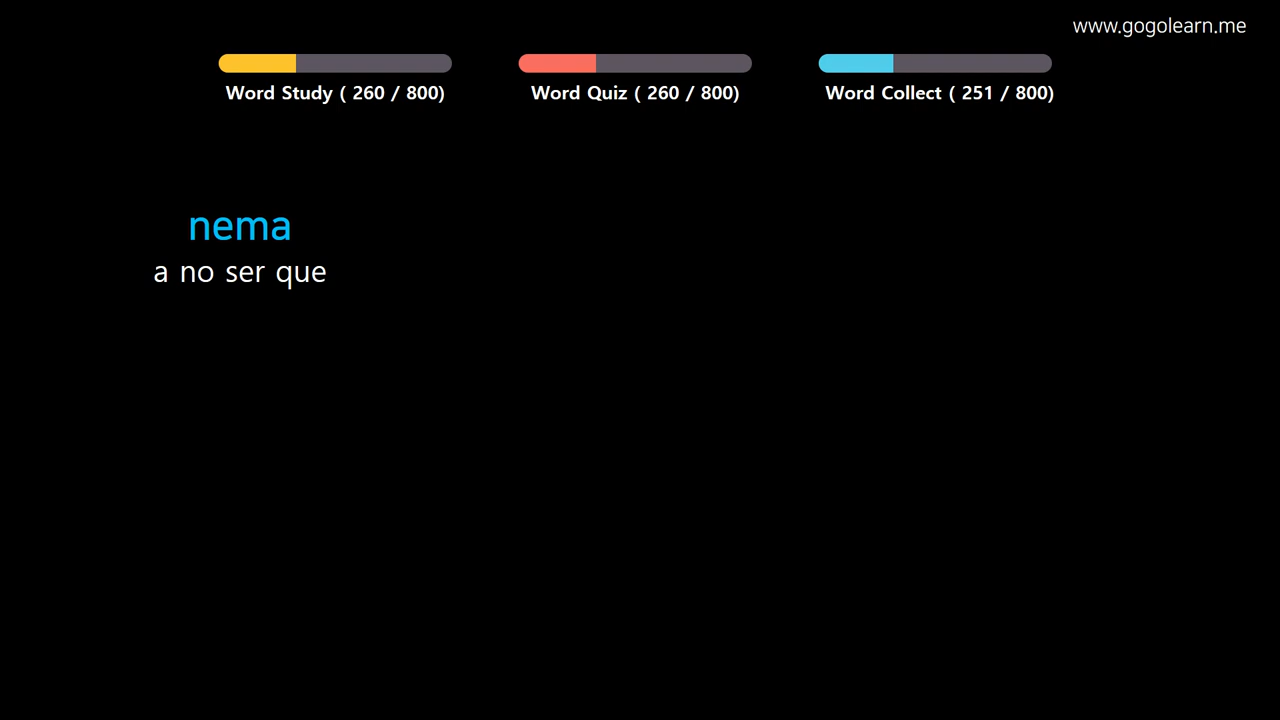 www.gogolearn.me
Word Study ( 260 / 800)
Word Quiz ( 260 / 800)
Word Collect ( 251 / 800)
nema
a no ser que